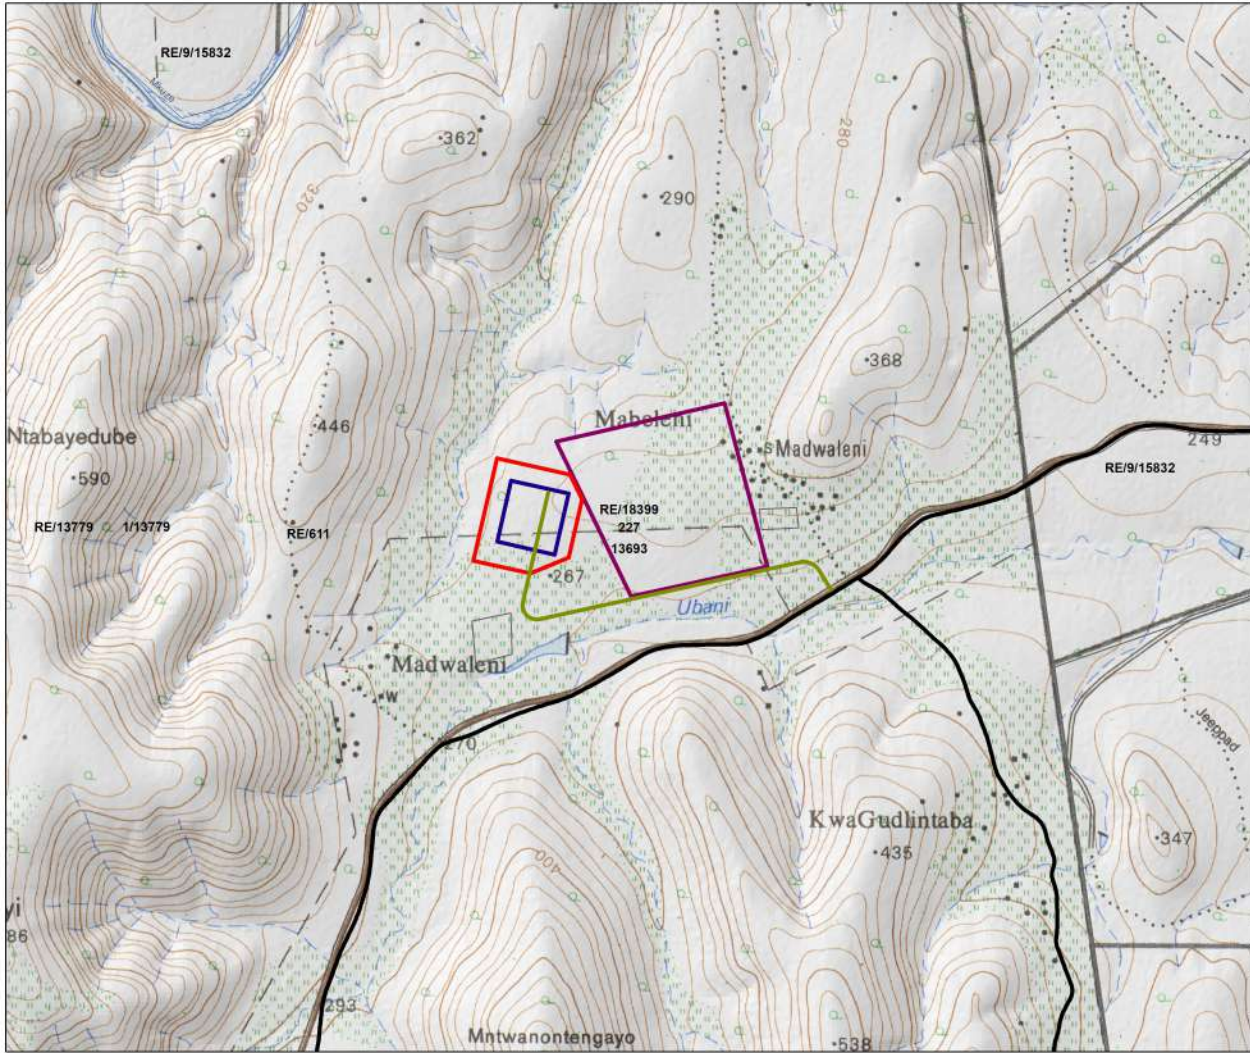 RE/9/15832
Mkuze
362
280
320
290
368
Mabeleni
446
Ntabayedube
S Madwaleni
249
590
RE/9/15832
RE/18399
RE/13779
1/13779
RE/611
227
13693
267
Ubani
Madwaleni
W
Jeeppad
270
KwaGudlintaba
347
435
400
yi
86
293
Mntwanontengayo
538